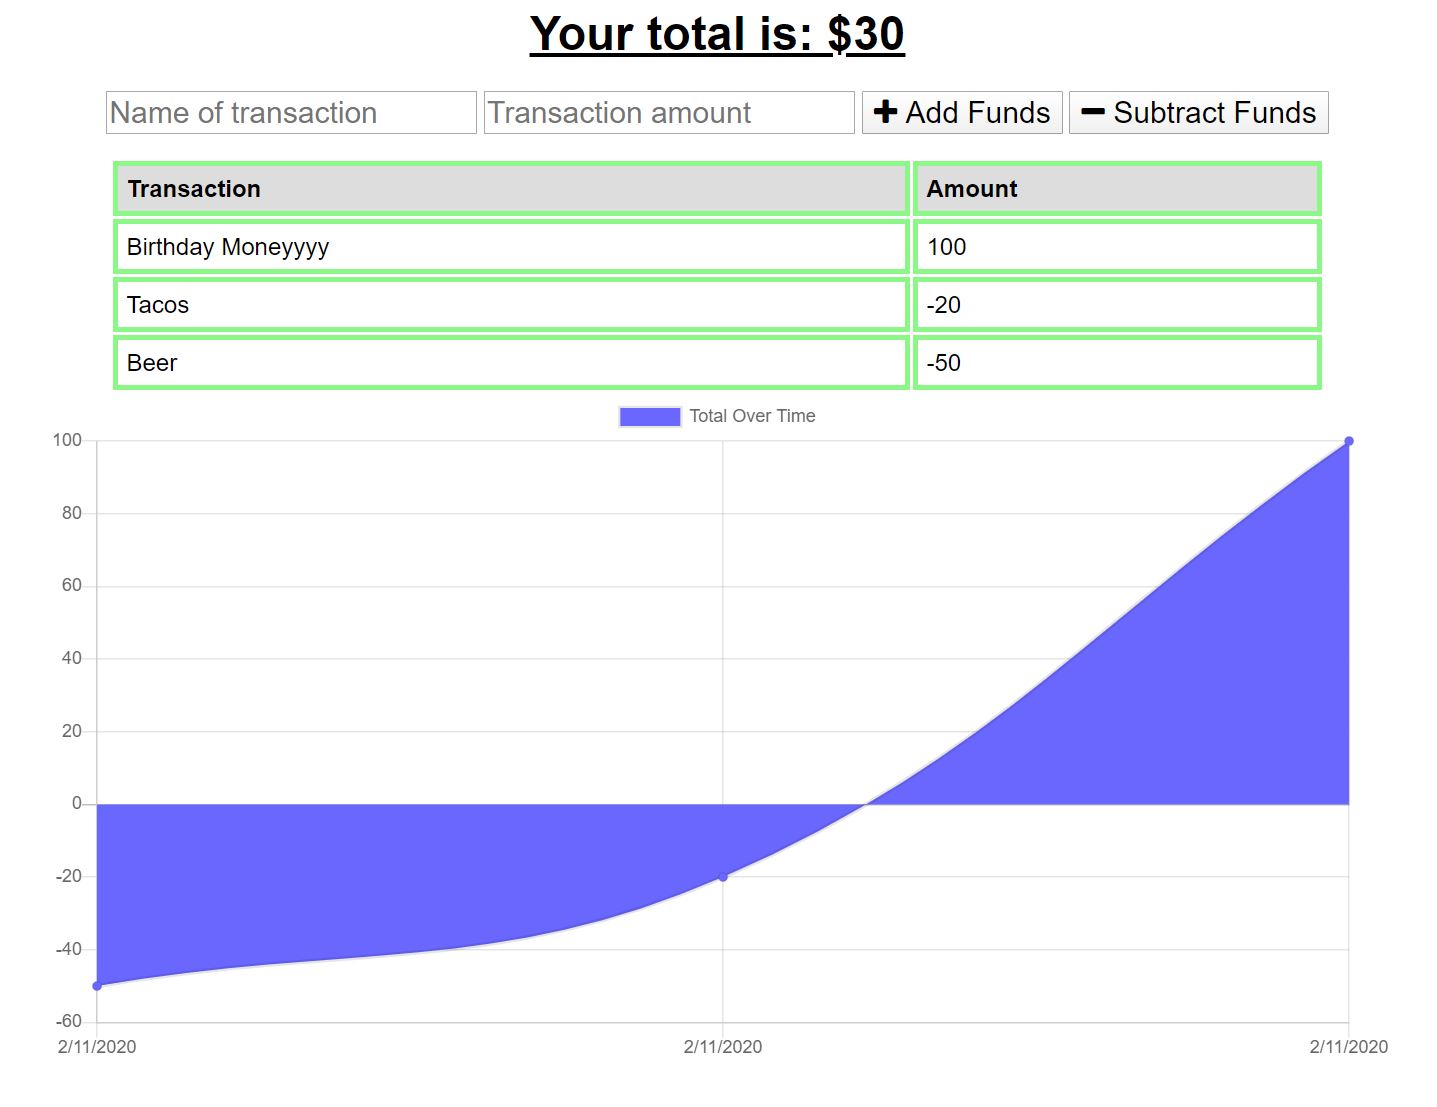 Your total is: $30
Name of transaction Transaction amount Add Funds Subtract Funds
Transaction Amount
Birthday Moneyyyy 100
Tacos -20
Beer -50
Total Over Time
100
80
60
40
20
0
-20
-40
-60
2/11/2020 2/11/2020 2/11/2020